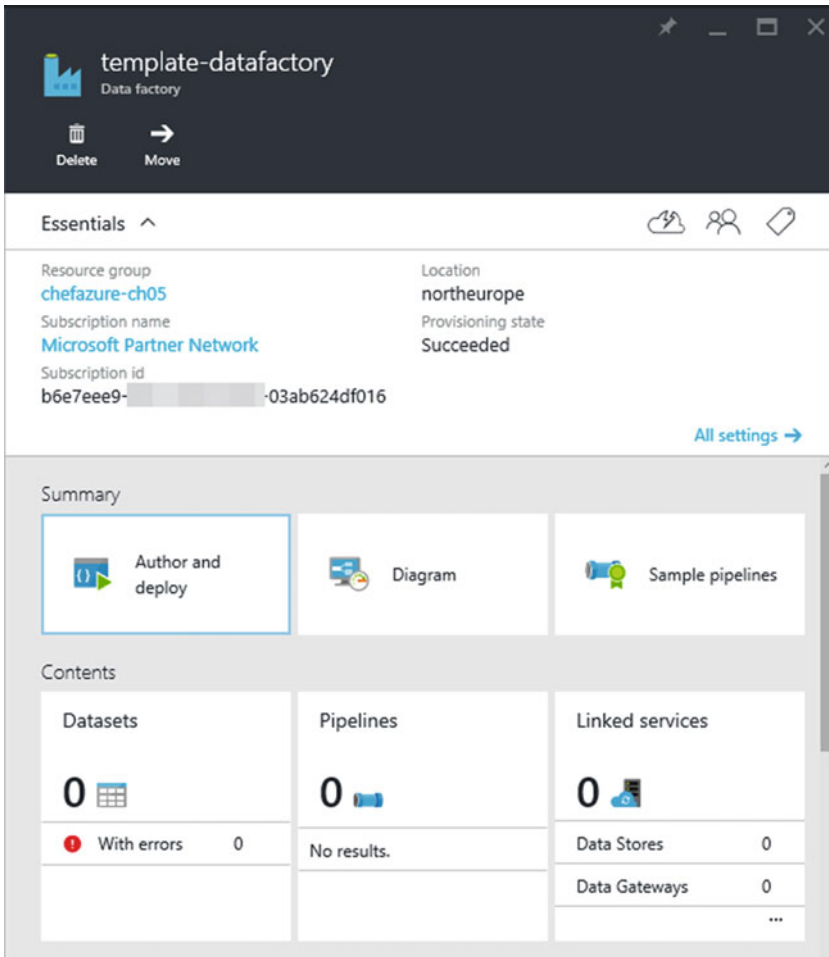 template-datafactory
Data factory
Delete Move
Essentials
Resource group Location
chefazure-ch05 northeurope
Subscription name Provisioning state
Microsoft Partner Network Succeeded
Subscription id
b6e7eee9- -03ab624df016
All settings
Summary
Author and
deploy
Diagram
Sample pipelines
Contents
Datasets Pipelines Linked services
0 0 0
With errors 0 No results. Data Stores 0
Data Gateways 0
...